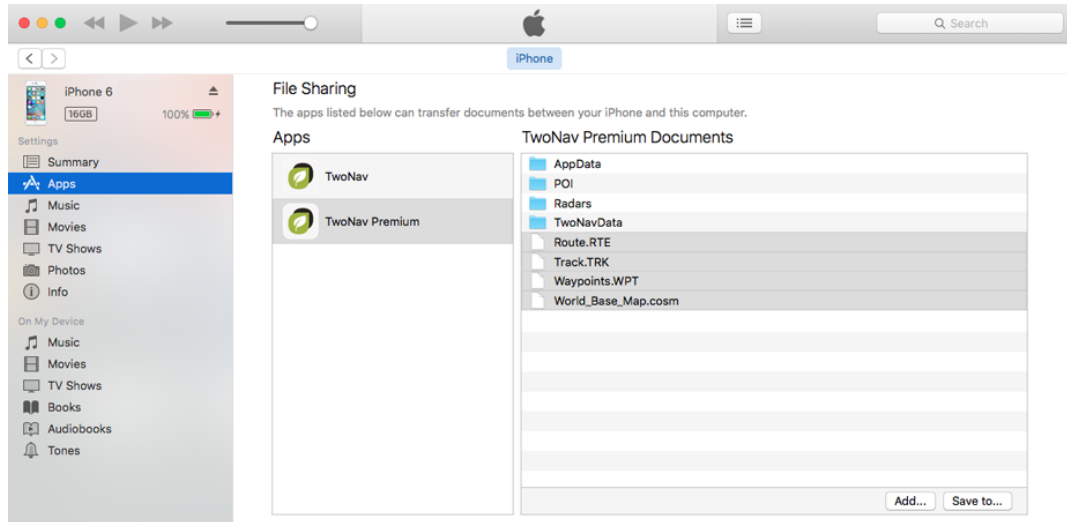 Search
iPhone
iPhone 6
16GB
100%
Settings
Summary
Apps
Music
Movies
TV Shows
Photos
Info
On My Device
Music
Movies
TV Shows
Books
Audiobooks
Tones
File Sharing
The apps listed below can transfer documents between your iPhone and this computer.
Apps
TwoNav
TwoNav Premium
TwoNav Premium Documents
AppData
POI
Radars
TwoNavData
Route.RTE
Track.TRK
Waypoints.WPT
World_Base_Map.cosm
Add... Save to...